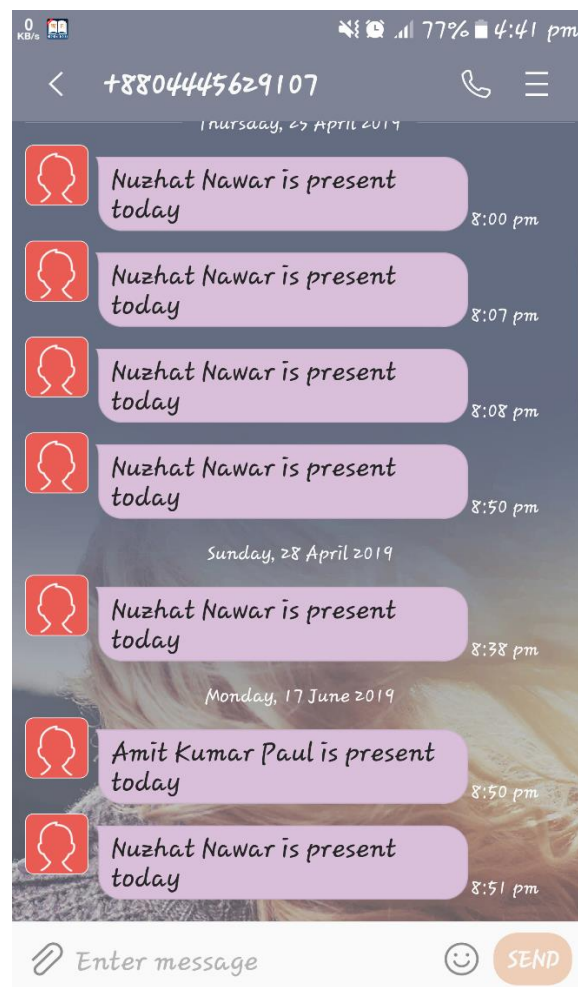 0
KB/s
77% 4:41 pm
+8804445629107
Thursday, 25 April 2019
Nuzhat Nawar is present
today
8:00 pm
Nuzhat Nawar is present
today
8:07 pm
Nuzhat Nawar is present
today
8:08 pm
Nuzhat Nawar is present
today
8:50 pm
Sunday, 28 April 2019
Nuzhat Nawar is present
today
8:38 pm
Monday, 17 June 2019
Amit Kumar Paul is present
today
8:50 pm
Nuzhat Nawar is present
today
8:51 pm
Enter message
SEND